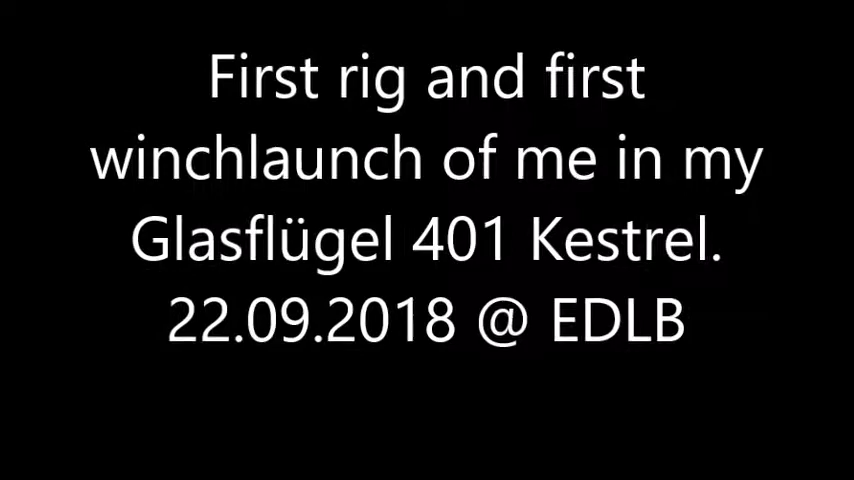 First rig and first
winchlaunch of me in my
Glasflügel 401 Kestrel.
22.09.2018 @ EDLB